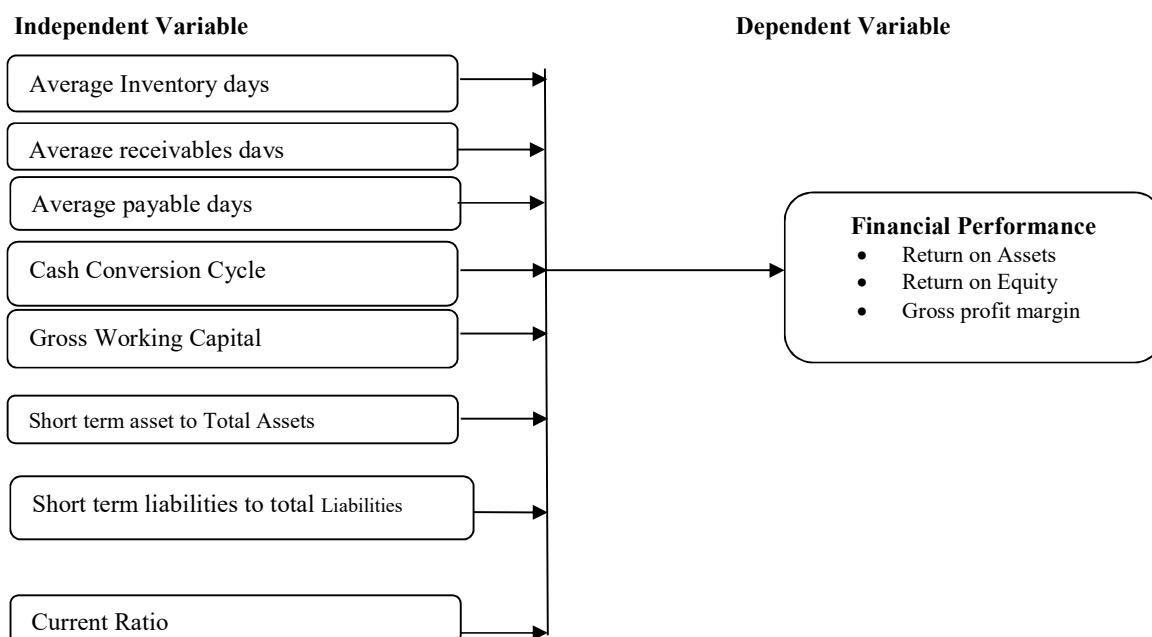 Independent Variable
Dependent Variable
Average Inventory days
Average receivables days
Average payable days
Cash Conversion Cycle
Gross Working Capital
Short term asset to Total Assets
Short term liabilities to total Liabilities
Current Ratio
Financial Performance
• Return on Assets
• Return on Equity
• Gross profit margin